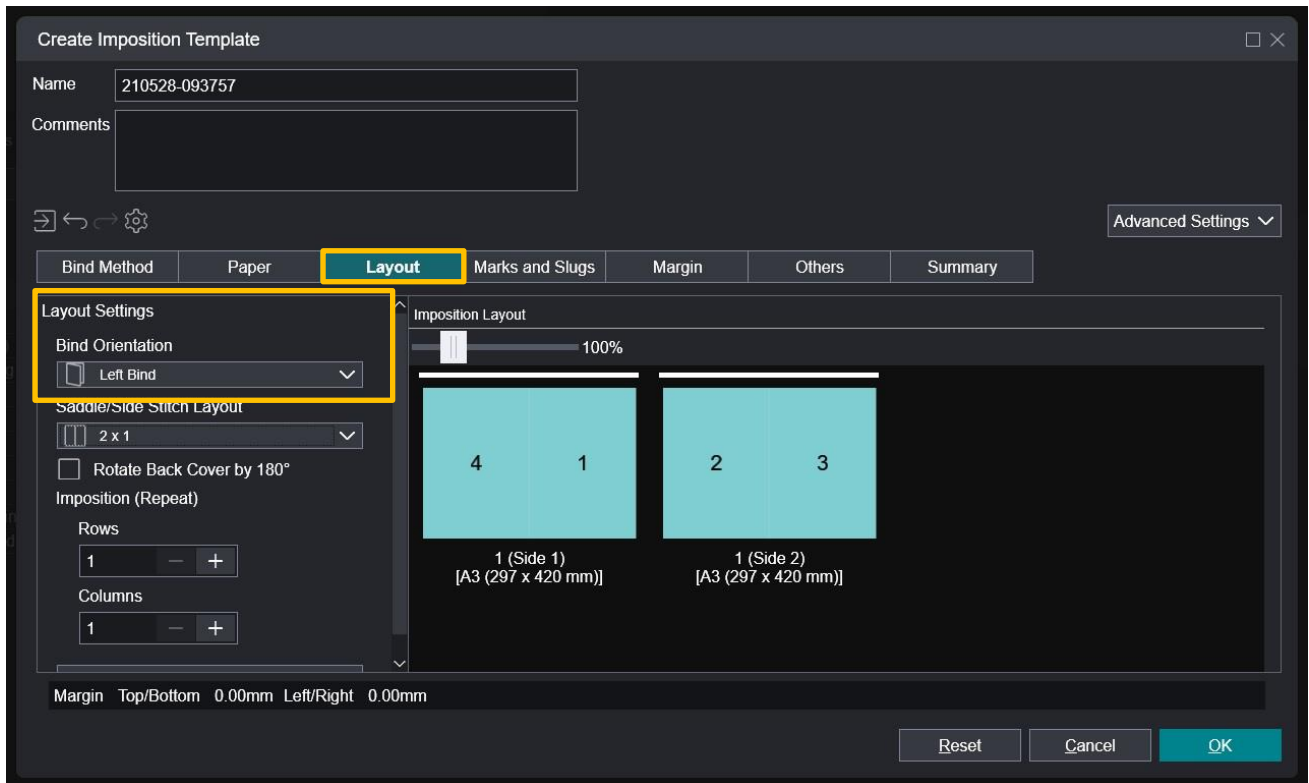 Create Imposition Template
Name
210528-093757
Comments
Advanced Settings
Bind Method Paper Layout Marks and Slugs Margin Others Summary
Layout Settings
Bind Orientation
Left Bind
Saddle/Side Stitch Layout
2 x 1
Rotate Back Cover by 180°
Imposition (Repeat)
Rows
1
Columns
1
Imposition Layout
100%
4 1 2 3
1 (Side 1) 1 (Side 2)
[A3 (297 x 420 mm)] [A3 (297 x 420 mm)]
Margin Top/Bottom 0.00mm Left/Right 0.00mm
Reset Cancel OK